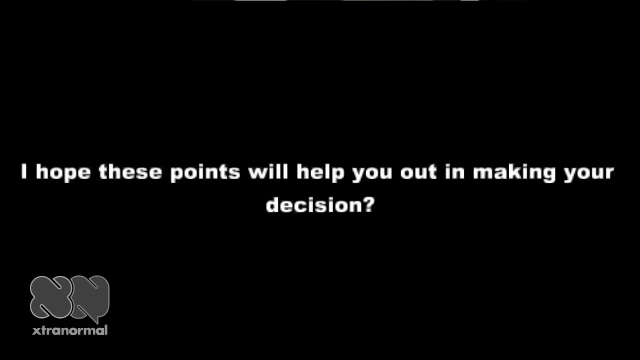 I hope these points will help you out in making your
decision?
xtranormal